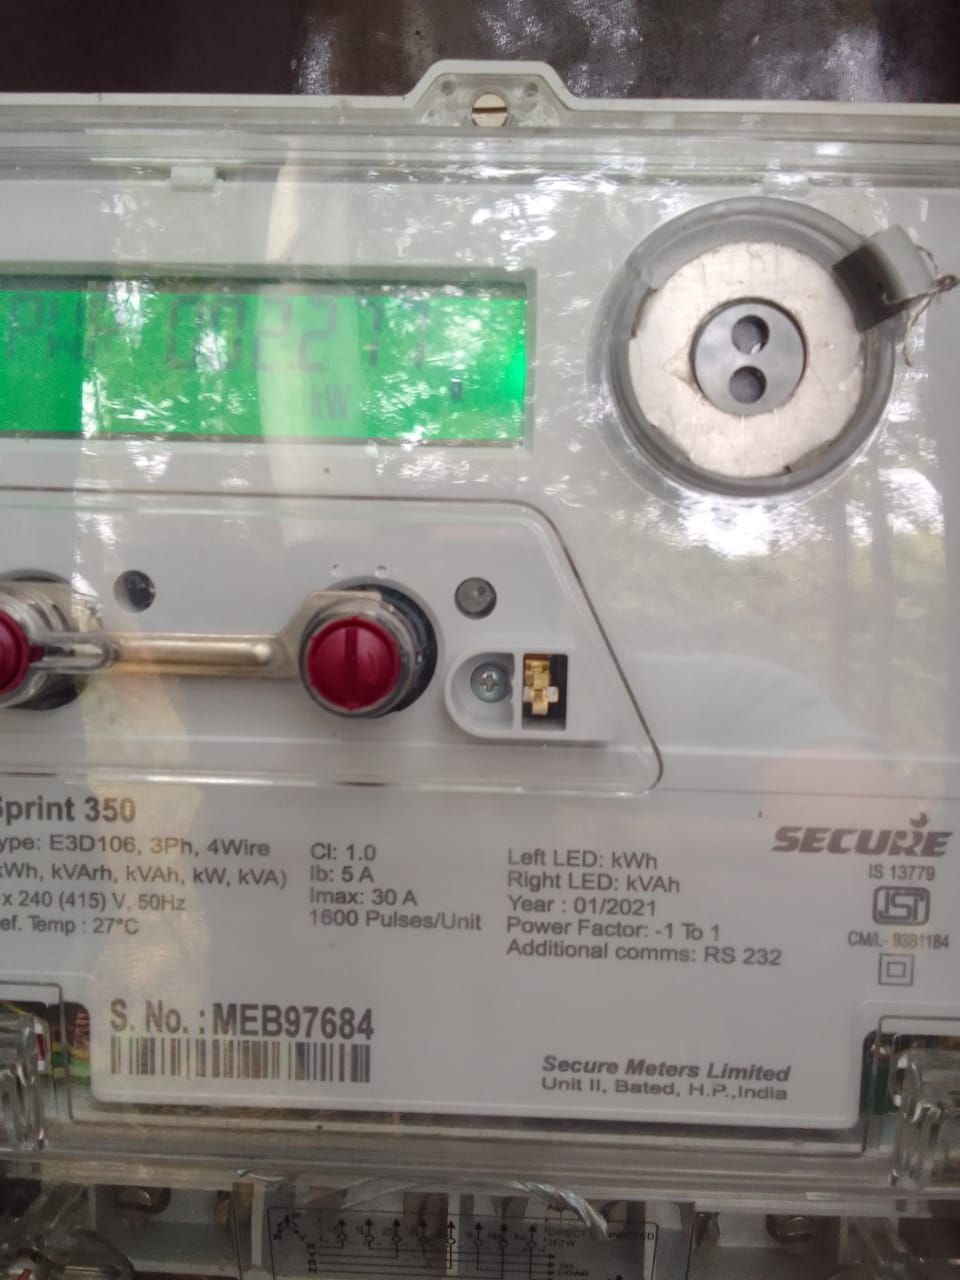 002277
kW
Sprint 350
ype: E3D106, 3Ph, 4Wire
kWh, kVArh, kVAh, kW, kVA)
x 240 (415) V, 50Hz
ef. Temp : 27°C
Cl: 1.0
Ib: 5 A
Imax: 30 A
1600 Pulses/Unit
Left LED: kWh
Right LED: kVAh
Year : 01/2021
Power Factor: -1 To 1
Additional comms: RS 232
SECURE
IS 13779
ISI
CM/L- 9381184
S. No. : MEB97684
Secure Meters Limited
Unit II, Bated, H.P.,India